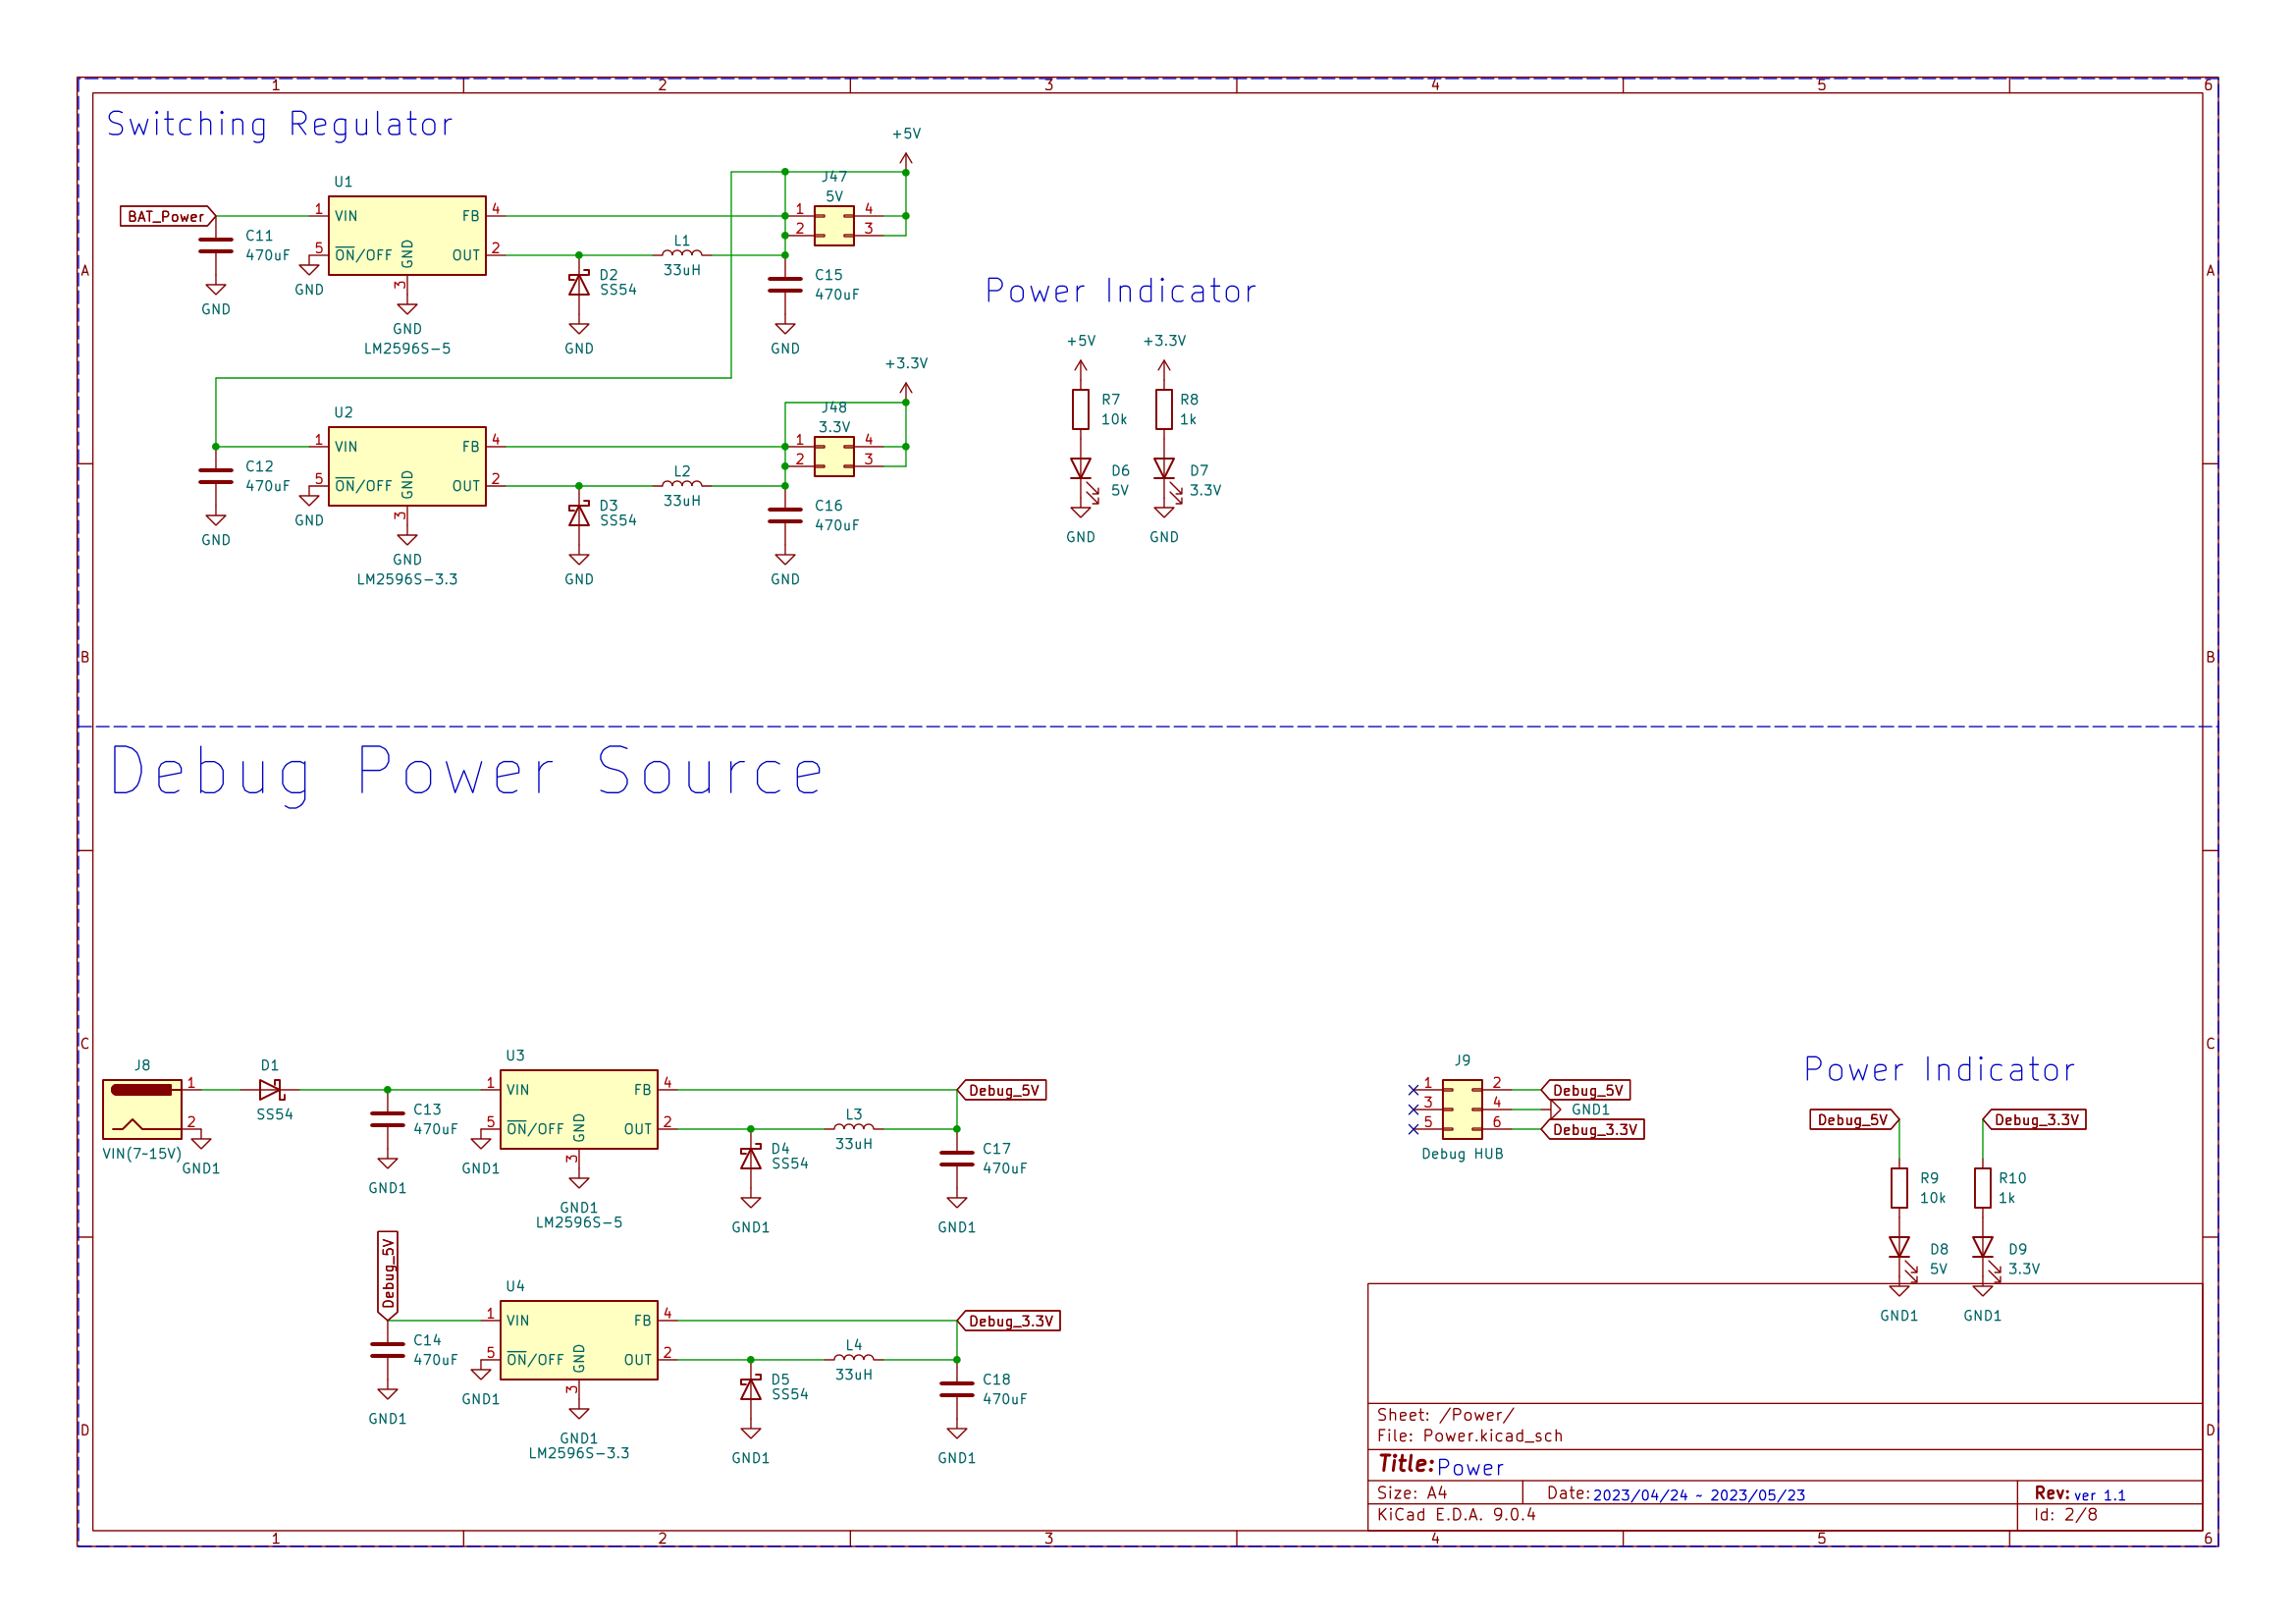 1 2 3 4 5 6
Switching Regulator
+5V
J47
5V
U1
BAT_Power
1 VIN FB 4
5 ON/OFF GND OUT 2
3
C11
470uF
GND
GND
GND
LM2596S-5
L1
33uH
D2
SS54
GND
1 4
2 3
C15
470uF
GND
A A
Power Indicator
+5V +3.3V
R7
10k
R8
1k
D6
5V
D7
3.3V
GND GND
+3.3V
J48
3.3V
U2
1 VIN FB 4
5 ON/OFF GND OUT 2
3
C12
470uF
GND
GND
GND
LM2596S-3.3
L2
33uH
D3
SS54
GND
1 4
2 3
C16
470uF
GND
B B
Debug Power Source
C C
J8
1
2
VIN(7~15V)
GND1
D1
SS54
C13
470uF
GND1
U3
1 VIN FB 4
5 ON/OFF GND OUT 2
3
GND1
GND1
LM2596S-5
L3
33uH
D4
SS54
GND1
Debug_5V
C17
470uF
GND1
J9
1 2 Debug_5V
3 4 GND1
5 6 Debug_3.3V
Debug HUB
Power Indicator
Debug_5V Debug_3.3V
R9
10k
R10
1k
D8
5V
D9
3.3V
GND1 GND1
Debug_5V
U4
1 VIN FB 4
5 ON/OFF GND OUT 2
3
C14
470uF
GND1
GND1
GND1
LM2596S-3.3
L4
33uH
D5
SS54
GND1
Debug_3.3V
C18
470uF
GND1
D D
Sheet: /Power/
File: Power.kicad_sch
Title: Power
Size: A4 Date: 2023/04/24 ~ 2023/05/23 Rev: ver 1.1
KiCad E.D.A. 9.0.4 Id: 2/8
1 2 3 4 5 6